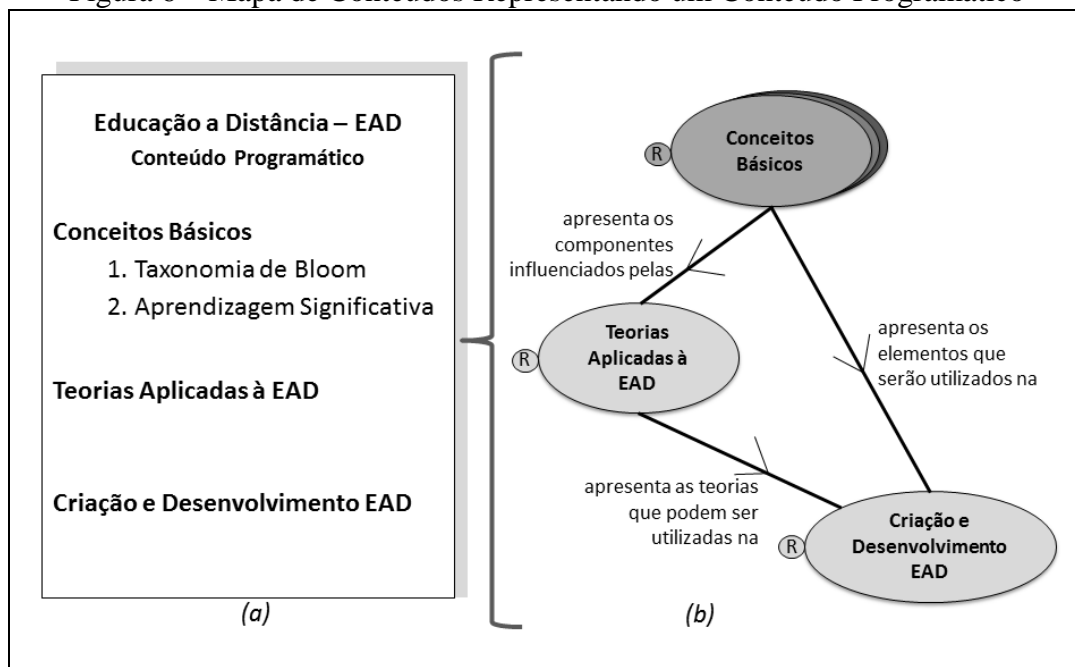 Figura 6 – Mapa de Conteúdos Representando um Conteúdo Programático
Educação a Distância – EAD
Conteúdo Programático
Conceitos Básicos
1. Taxonomia de Bloom
2. Aprendizagem Significativa
Teorias Aplicadas à EAD
Criação e Desenvolvimento EAD
(a)
Conceitos
Básicos
R
apresenta os
componentes
influenciados pelas
Teorias
Aplicadas à
EAD
R
apresenta os
elementos que
serão utilizados na
apresenta as teorias
que podem ser
utilizadas na
Criação e
Desenvolvimento
EAD
R
(b)